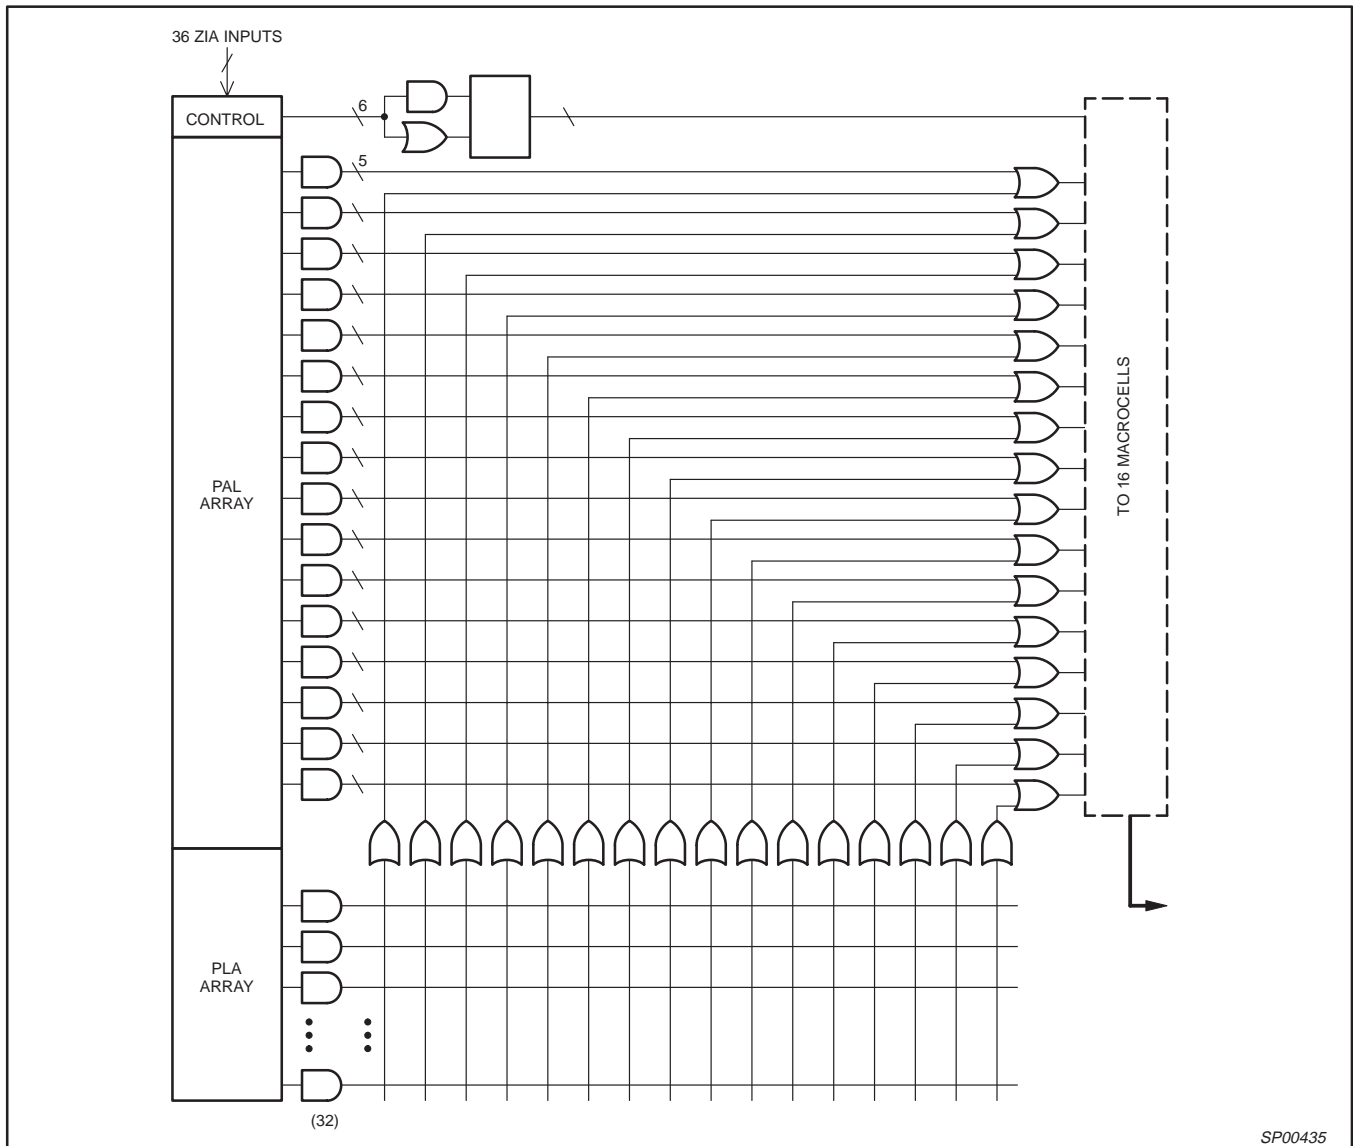 36 ZIA INPUTS
CONTROL
6
5
PAL
ARRAY
TO 16 MACROCELLS
PLA
ARRAY
(32)
SP00435